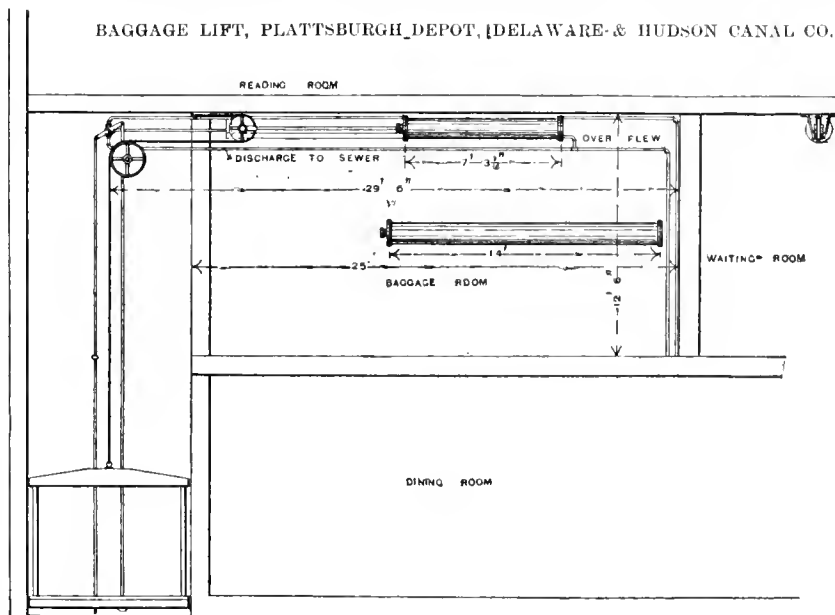 BAGGAGE LIFT, PLATTSBURGH DEPOT, DELAWARE & HUDSON CANAL CO.
READING ROOM
OVER FLEW
DISCHARGE TO SEWER
7' 3½"
29' 6"
14'
25'
WAITING ROOM
BAGGAGE ROOM
12' 6"
DINING ROOM